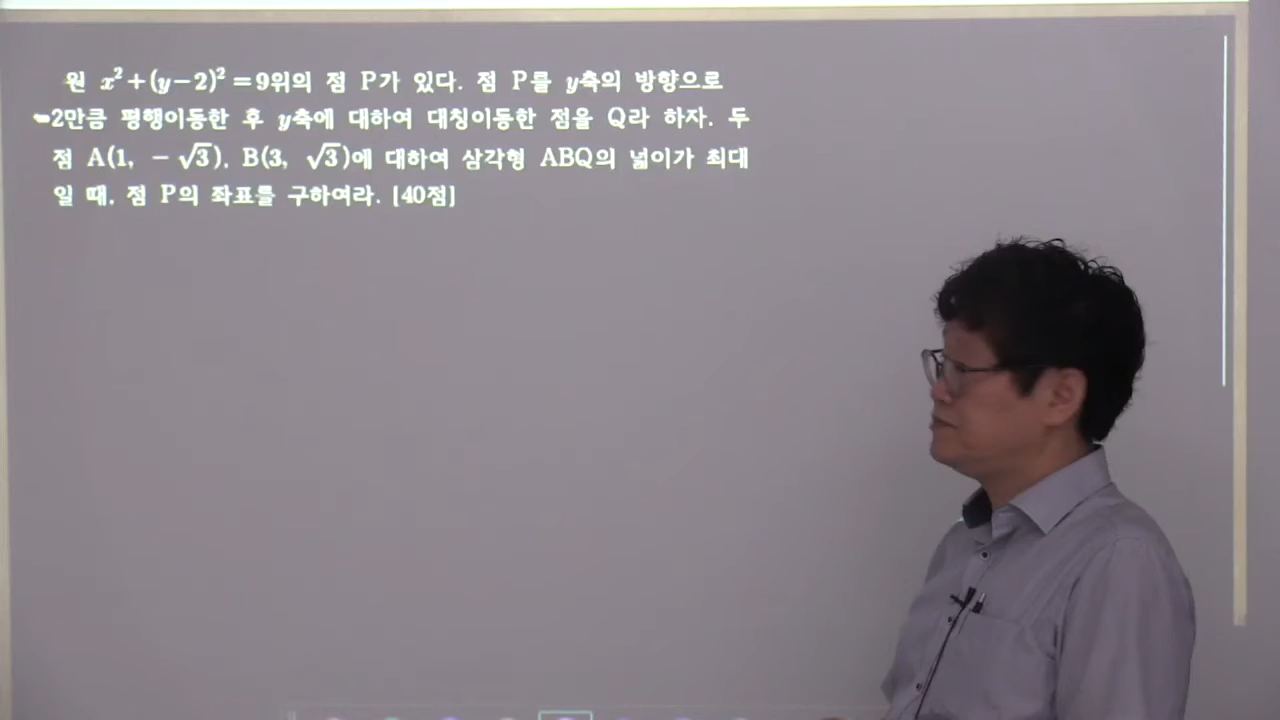 원 x²+(y−2)²=9위의 점 P가 있다. 점 P를 y축의 방향으로
−2만큼 평행이동한 후 y축에 대하여 대칭이동한 점을 Q라 하자. 두
점 A(1, −√3), B(3, √3)에 대하여 삼각형 ABQ의 넓이가 최대
일 때, 점 P의 좌표를 구하여라. [40점]